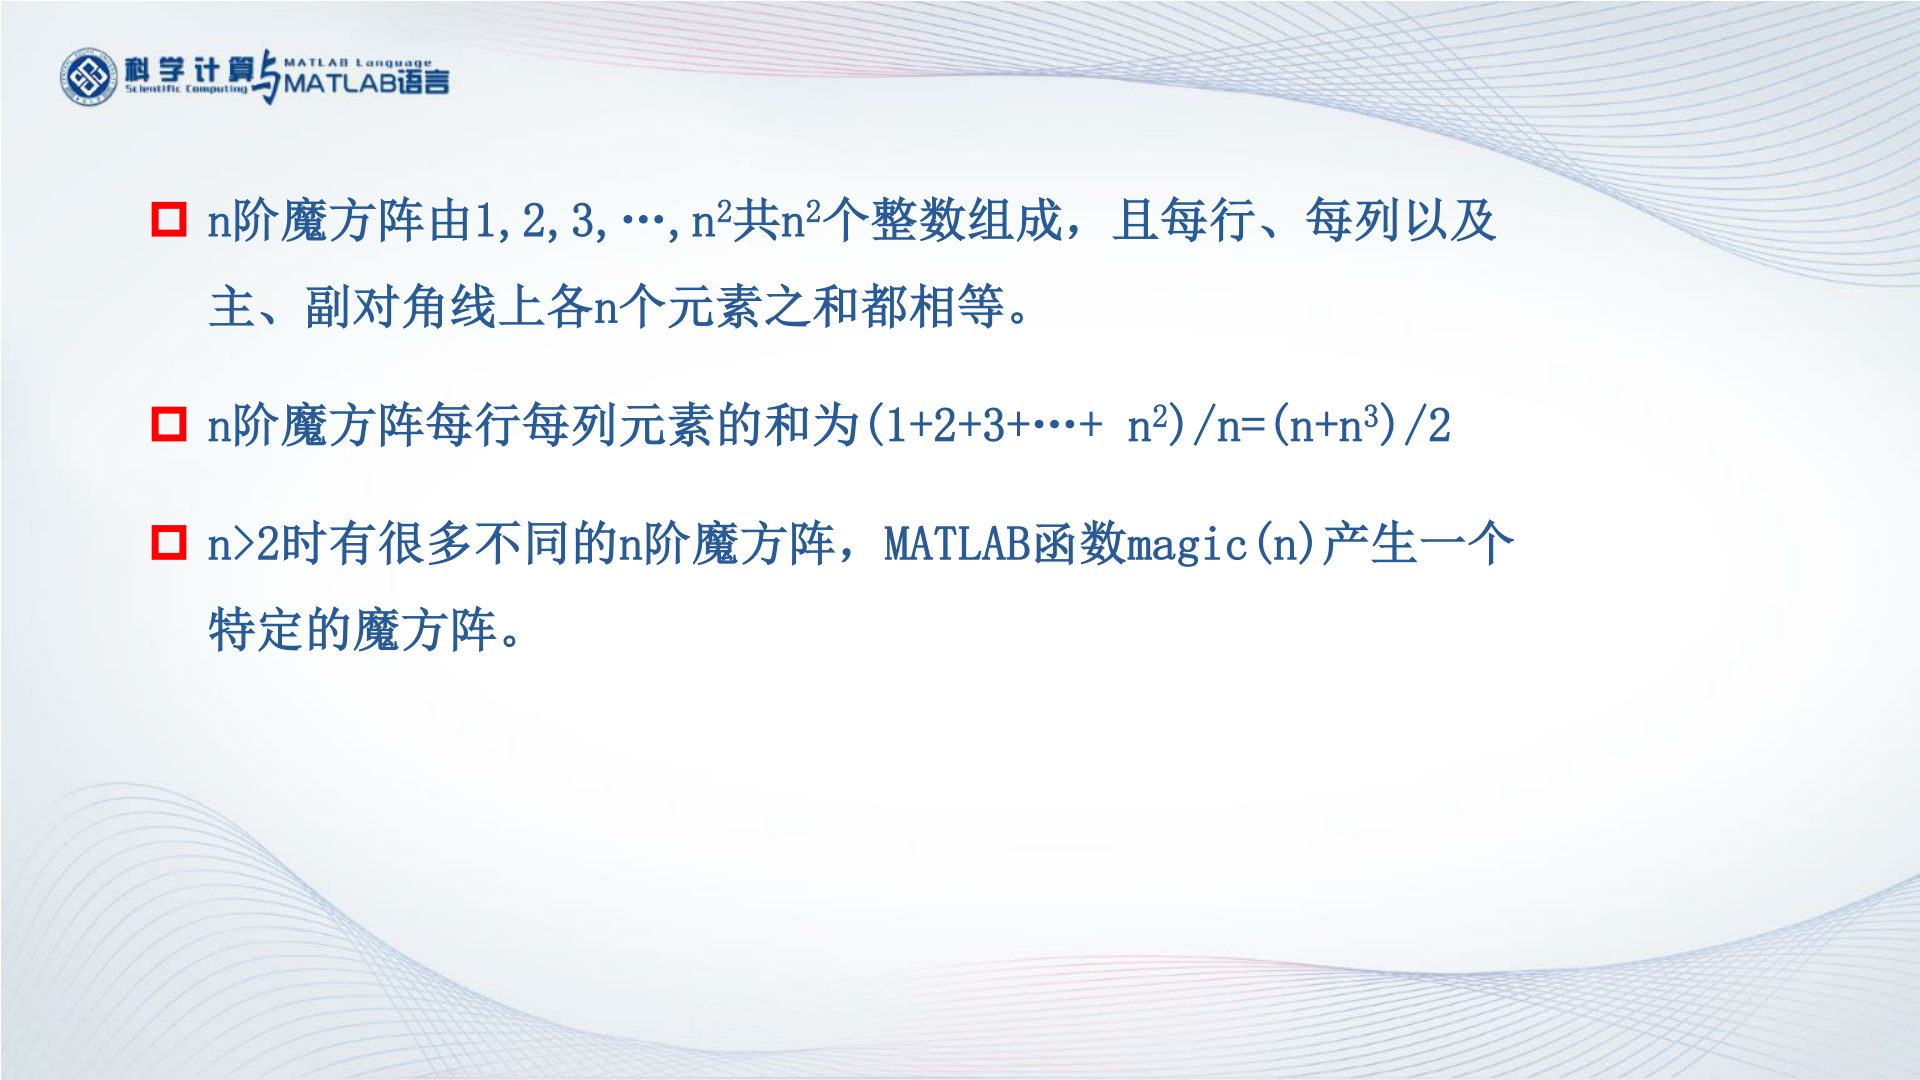 科学计算与MATLAB语言
Scientific Computing MATLAB Language
n阶魔方阵由1,2,3,…,n²共n²个整数组成，且每行、每列以及
主、副对角线上各n个元素之和都相等。
n阶魔方阵每行每列元素的和为(1+2+3+…+ n²)/n=(n+n³)/2
n>2时有很多不同的n阶魔方阵，MATLAB函数magic(n)产生一个
特定的魔方阵。